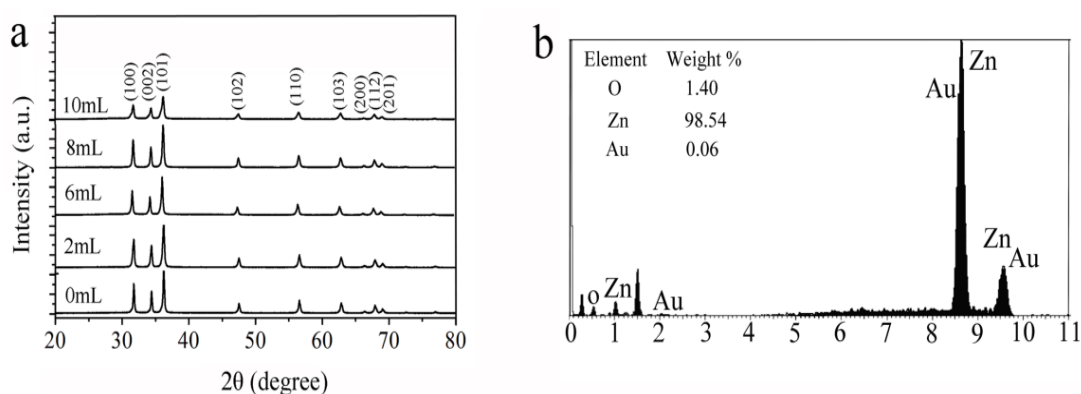 a
(100)
(002)
(101)
(102)
(110)
(103)
(200)
(112)
(201)
10mL
8mL
6mL
2mL
0mL
Intensity (a.u.)
20 30 40 50 60 70 80
2θ (degree)
b
Element Weight %
O 1.40
Zn 98.54
Au 0.06
Zn
Au
Zn
Au
O Zn Au
0 1 2 3 4 5 6 7 8 9 10 11